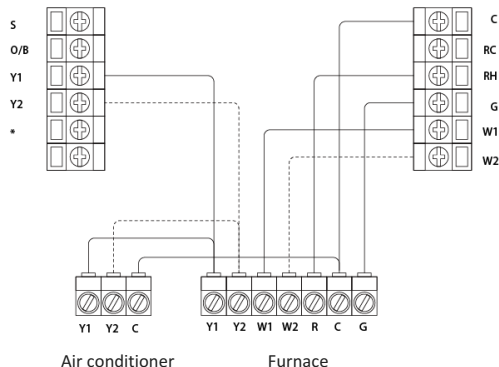 S
O/B
Y1
Y2
*
C
RC
RH
G
W1
W2
Y1 Y2 C
Y1 Y2 W1 W2 R C G
Air conditioner Furnace